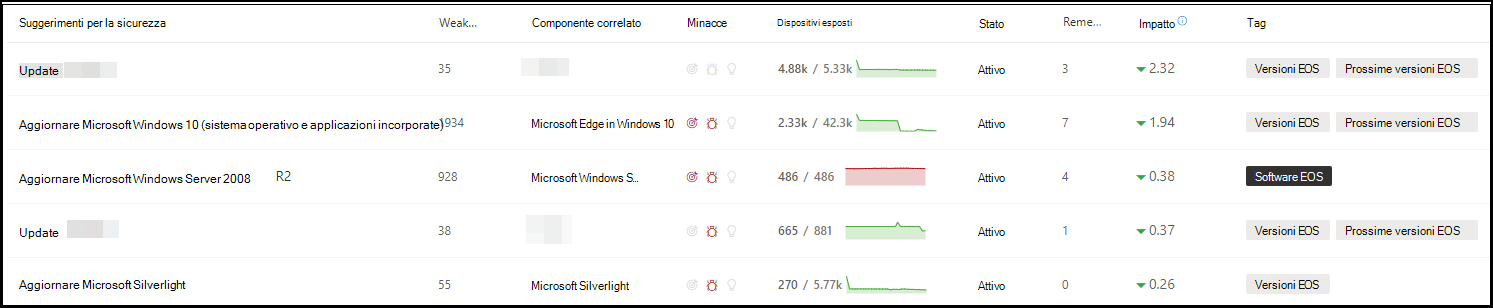 Suggerimenti per la sicurezza Weak... Componente correlato Minacce Dispositivi esposti Stato Reme... Impatto Tag
Update 35 4.88k / 5.33k Attivo 3 2.32 Versioni EOS Prossime versioni EOS
Aggiornare Microsoft Windows 10 (sistema operativo e applicazioni incorporate) 1934 Microsoft Edge in Windows 10 2.33k / 42.3k Attivo 7 1.94 Versioni EOS Prossime versioni EOS
Aggiornare Microsoft Windows Server 2008 R2 928 Microsoft Windows S... 486 / 486 Attivo 4 0.38 Software EOS
Update 38 665 / 881 Attivo 1 0.37 Versioni EOS Prossime versioni EOS
Aggiornare Microsoft Silverlight 55 Microsoft Silverlight 270 / 5.77k Attivo 0 0.26 Versioni EOS